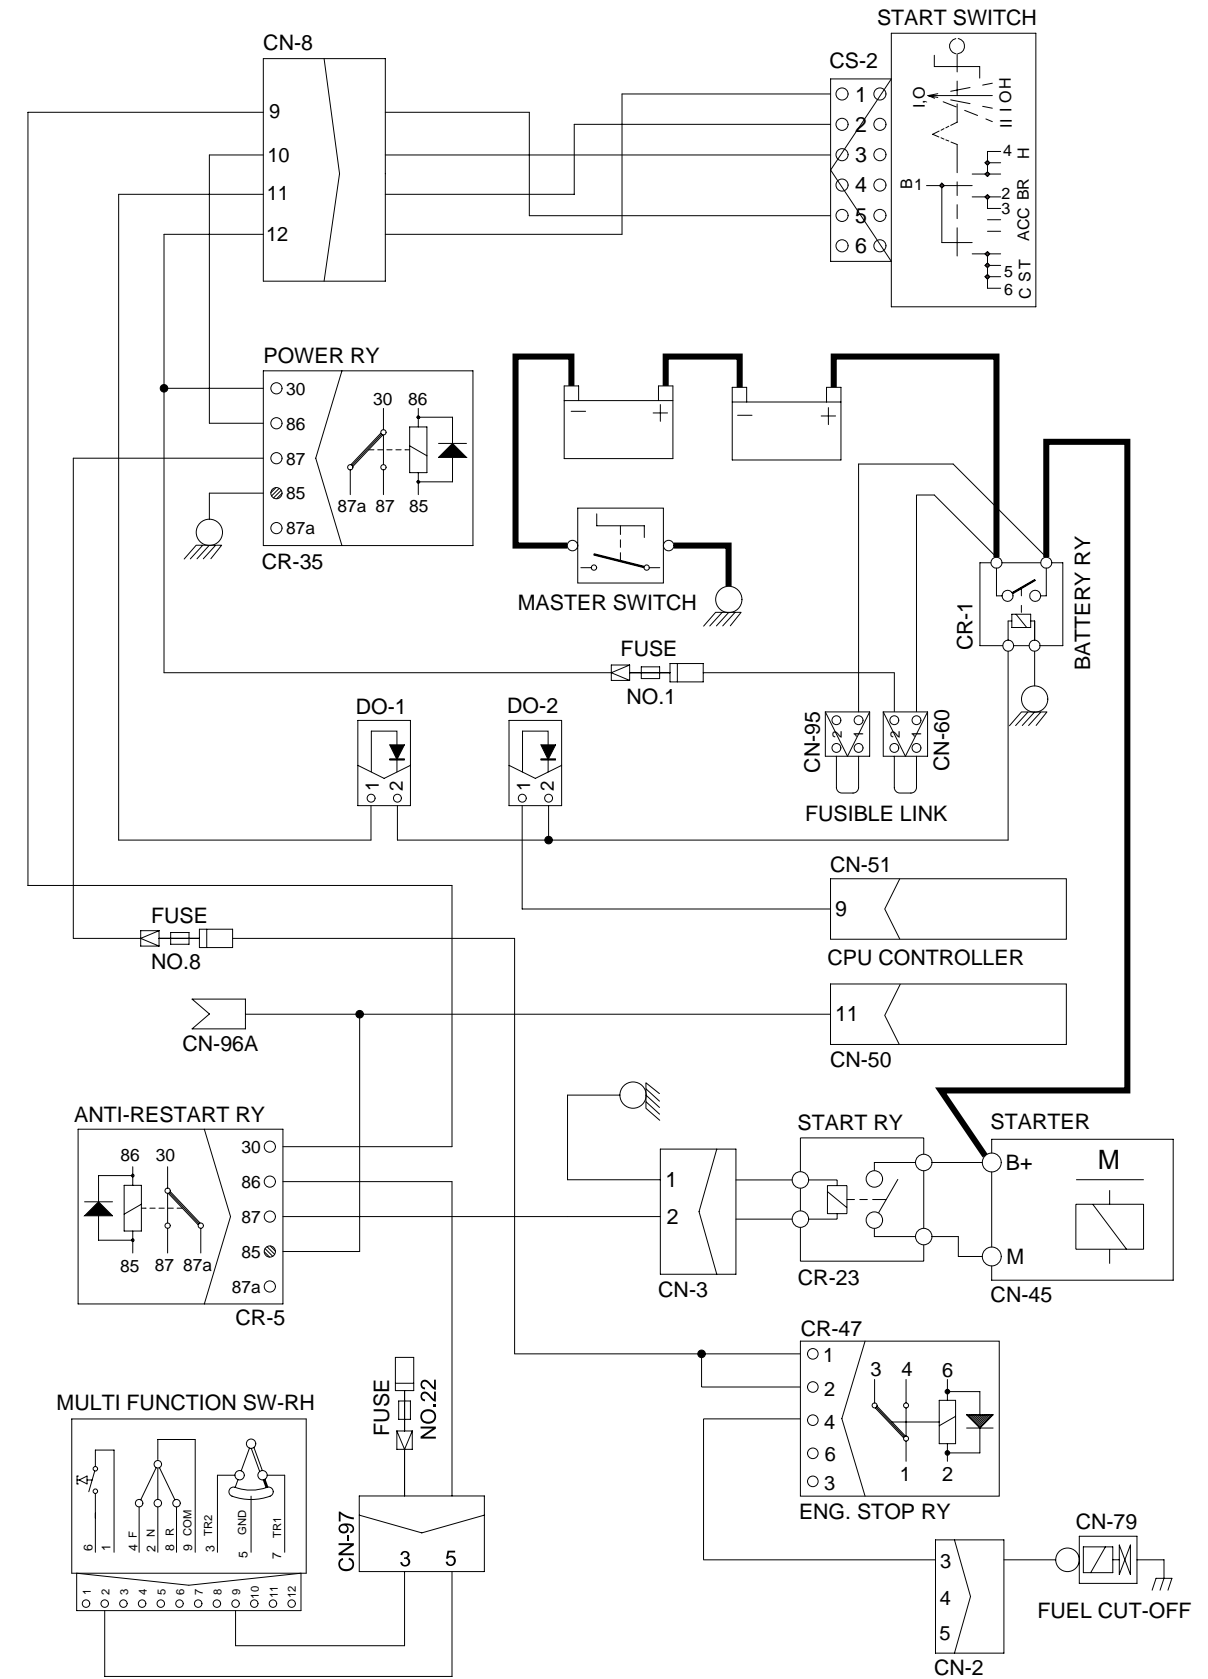 START SWITCH
CN-8
CS-2
9
10
11
12
1
2
3
4
5
6
I,O
H
O
I
II
B1
4 H
2
3
BR
ACC
5
6
C ST
POWER RY
30
86
87
85
87a
30 86
87a 87 85
CR-35
−
+
−
+
MASTER SWITCH
CR-1
BATTERY RY
FUSE
NO.1
DO-1
1
2
DO-2
1
2
CN-95
2
1
2
1
CN-60
FUSIBLE LINK
CN-51
9
CPU CONTROLLER
FUSE
NO.8
11
CN-50
CN-96A
ANTI-RESTART RY
86 30
85 87 87a
30
86
87
85
87a
CR-5
1
2
CN-3
START RY
CR-23
STARTER
B+
M
M
CN-45
CR-47
1
2
4
6
3
3 4 6
1 2
ENG. STOP RY
FUSE
NO.22
MULTI FUNCTION SW-RH
6
1
4 F
2 N
8 R
9 COM
3 TR2
5 GND
7 TR1
1
2
3
4
5
6
7
8
9
10
11
12
CN-97
3 5
3
4
5
CN-2
CN-79
FUEL CUT-OFF